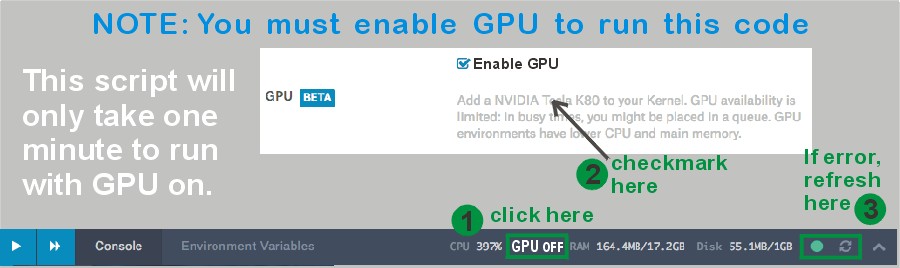 NOTE: You must enable GPU to run this code
This script will
only take one
minute to run
with GPU on.
Enable GPU
GPU BETA
Add a NVIDIA Tesla K80 to your Kernel. GPU availability is
limited: in busy times, you might be placed in a queue. GPU
environments have lower CPU and main memory.
2 checkmark
here
If error,
refresh
here 3
1 click here
Console Environment Variables CPU 397% GPU OFF RAM 164.4MB/17.2GB Disk 55.1MB/1GB